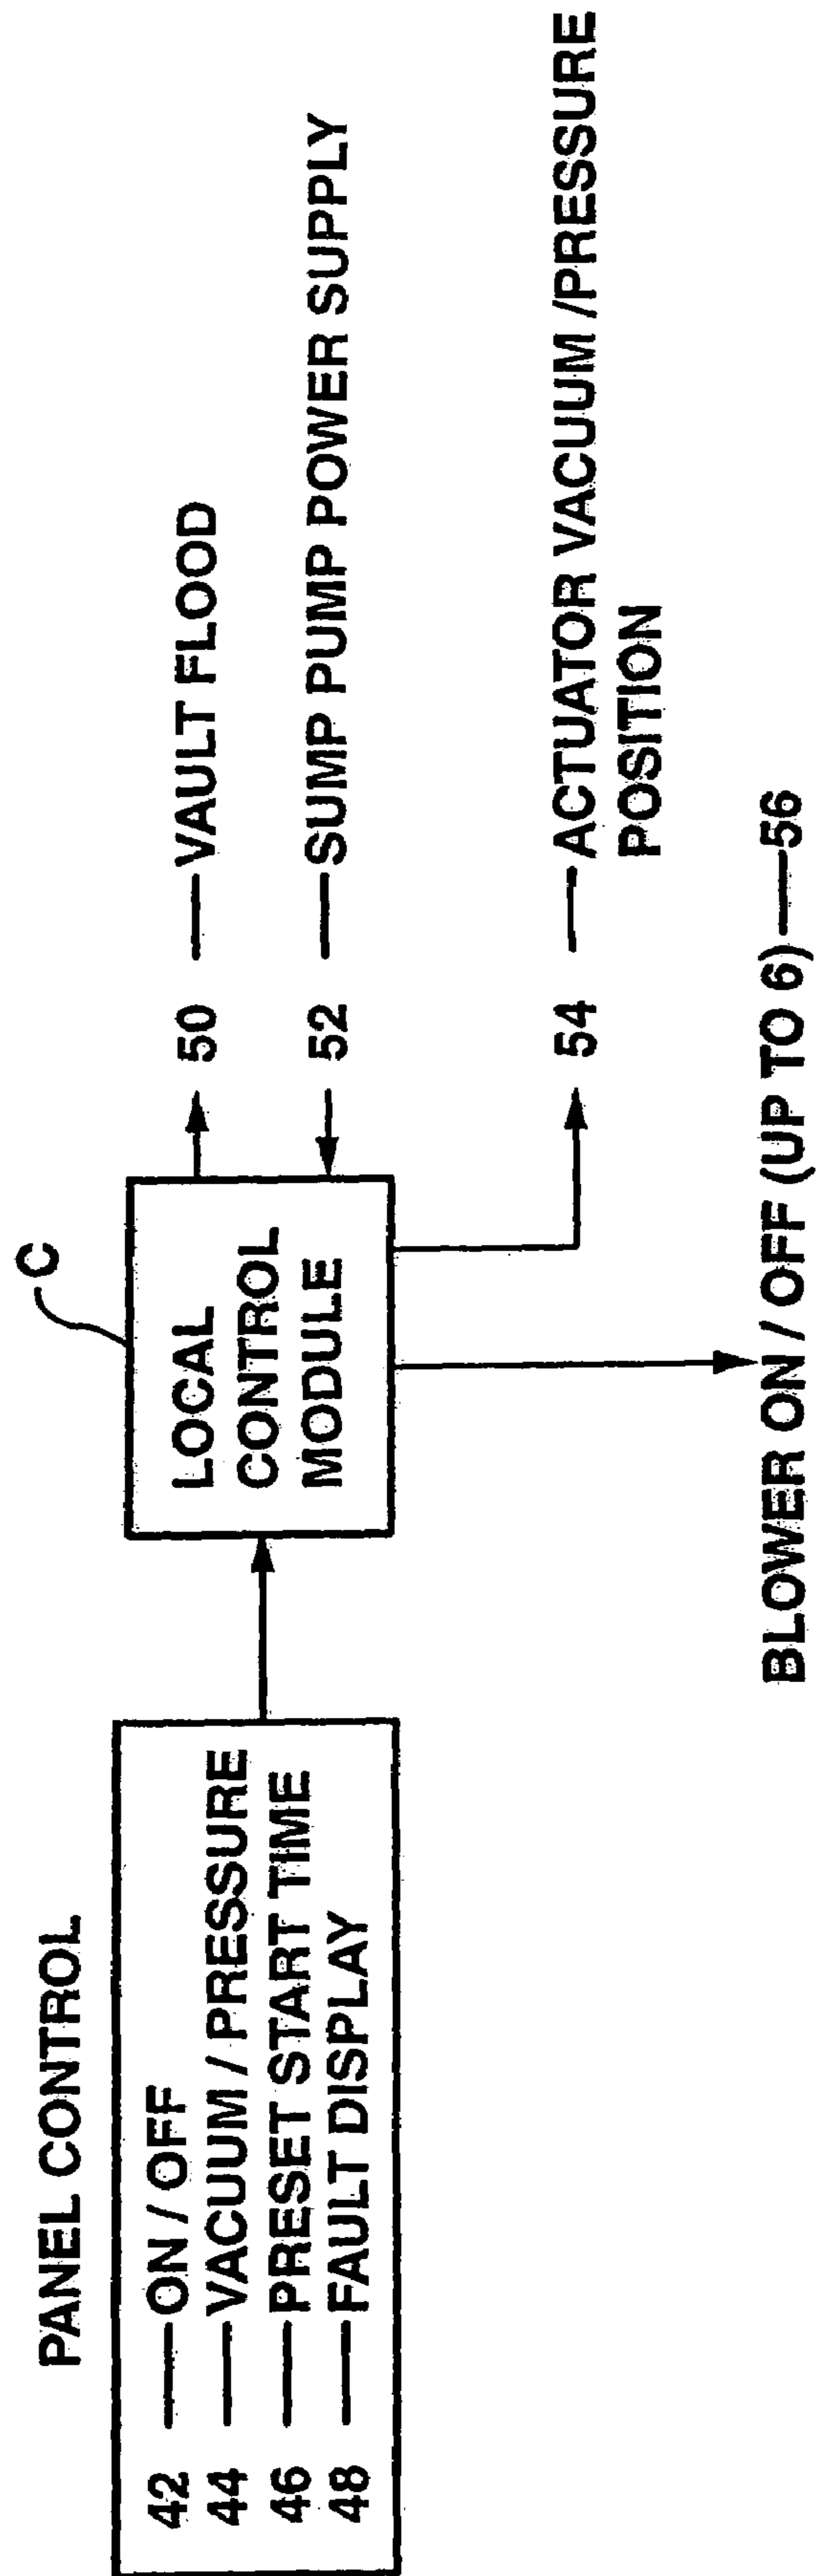 PANEL CONTROL
42 — ON / OFF
44 — VACUUM / PRESSURE
46 — PRESET START TIME
48 — FAULT DISPLAY
C
LOCAL
CONTROL
MODULE
50 — VAULT FLOOD
52 — SUMP PUMP POWER SUPPLY
54 — ACTUATOR VACUUM /PRESSURE
POSITION
BLOWER ON / OFF (UP TO 6) — 56